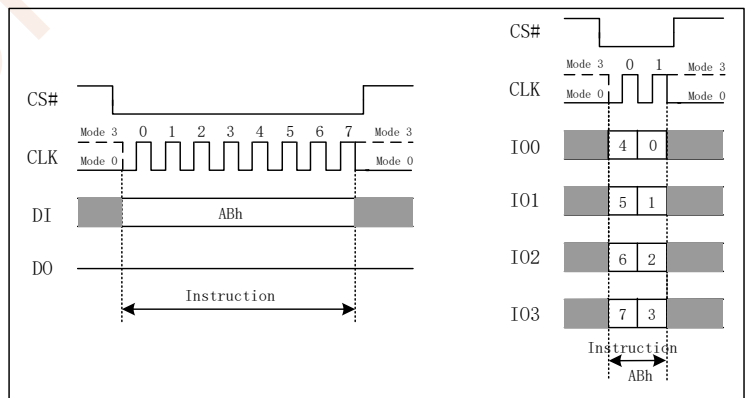 CS#
Mode 3 0 1 2 3 4 5 6 7 Mode 3
CLK
Mode 0 Mode 0
DI ABh
DO
Instruction
CS#
Mode 3 0 1 Mode 3
CLK
Mode 0 Mode 0
IO0 4 0
IO1 5 1
IO2 6 2
IO3 7 3
Instruction
ABh